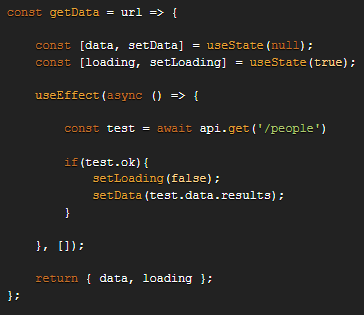 const getData = url => {
const [data, setData] = useState(null);
const [loading, setLoading] = useState(true);
useEffect(async () => {
const test = await api.get('/people')
if(test.ok){
setLoading(false);
setData(test.data.results);
}
}, []);
return { data, loading };
};